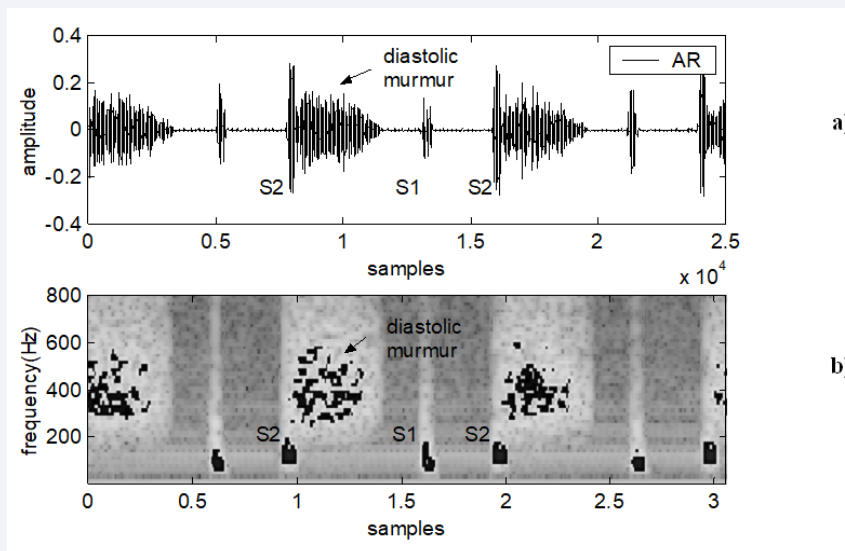 0.4
0.2
0
-0.2
-0.4
amplitude
diastolic
murmur
AR
a)
S2 S1 S2
0 0.5 1 1.5 2 2.5
samples
x 10^4
800
600
400
200
frequency(Hz)
diastolic
murmur
b)
S2 S1 S2
0 0.5 1 1.5 2 2.5 3
samples